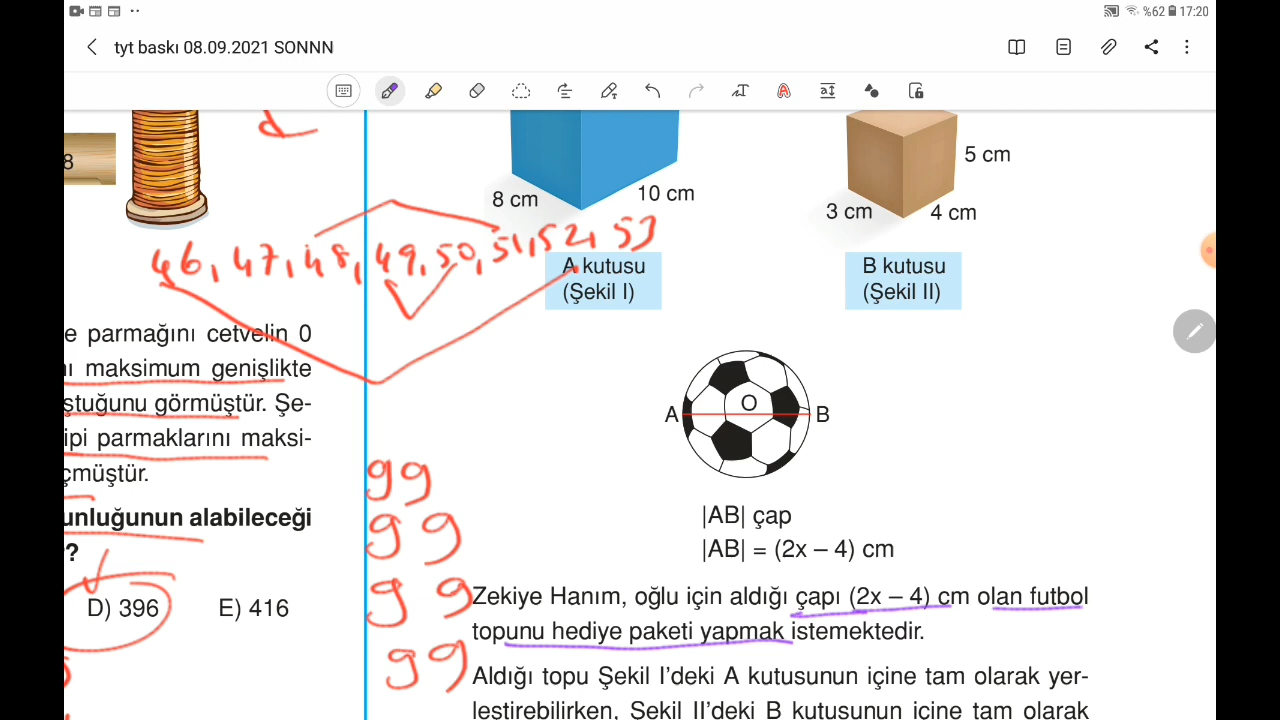 %62 17:20
tyt baskı 08.09.2021 SONNN
8
8 cm
10 cm
5 cm
3 cm
4 cm
46, 47, 48, 49, 50, 51, 52, 53
A kutusu
(Şekil I)
B kutusu
(Şekil II)
e parmağını cetvelin 0
maksimum genişlikte
ştuğunu görmüştür. Şe-
ipi parmaklarını maksi-
çmüştür.
unluğunun alabileceği
?
D) 396
E) 416
99
99
99
99
A
O
B
|AB| çap
|AB| = (2x – 4) cm
Zekiye Hanım, oğlu için aldığı çapı (2x – 4) cm olan futbol
topunu hediye paketi yapmak istemektedir.
Aldığı topu Şekil I’deki A kutusunun içine tam olarak yer-
leştirebilirken, Şekil II’deki B kutusunun içine tam olarak